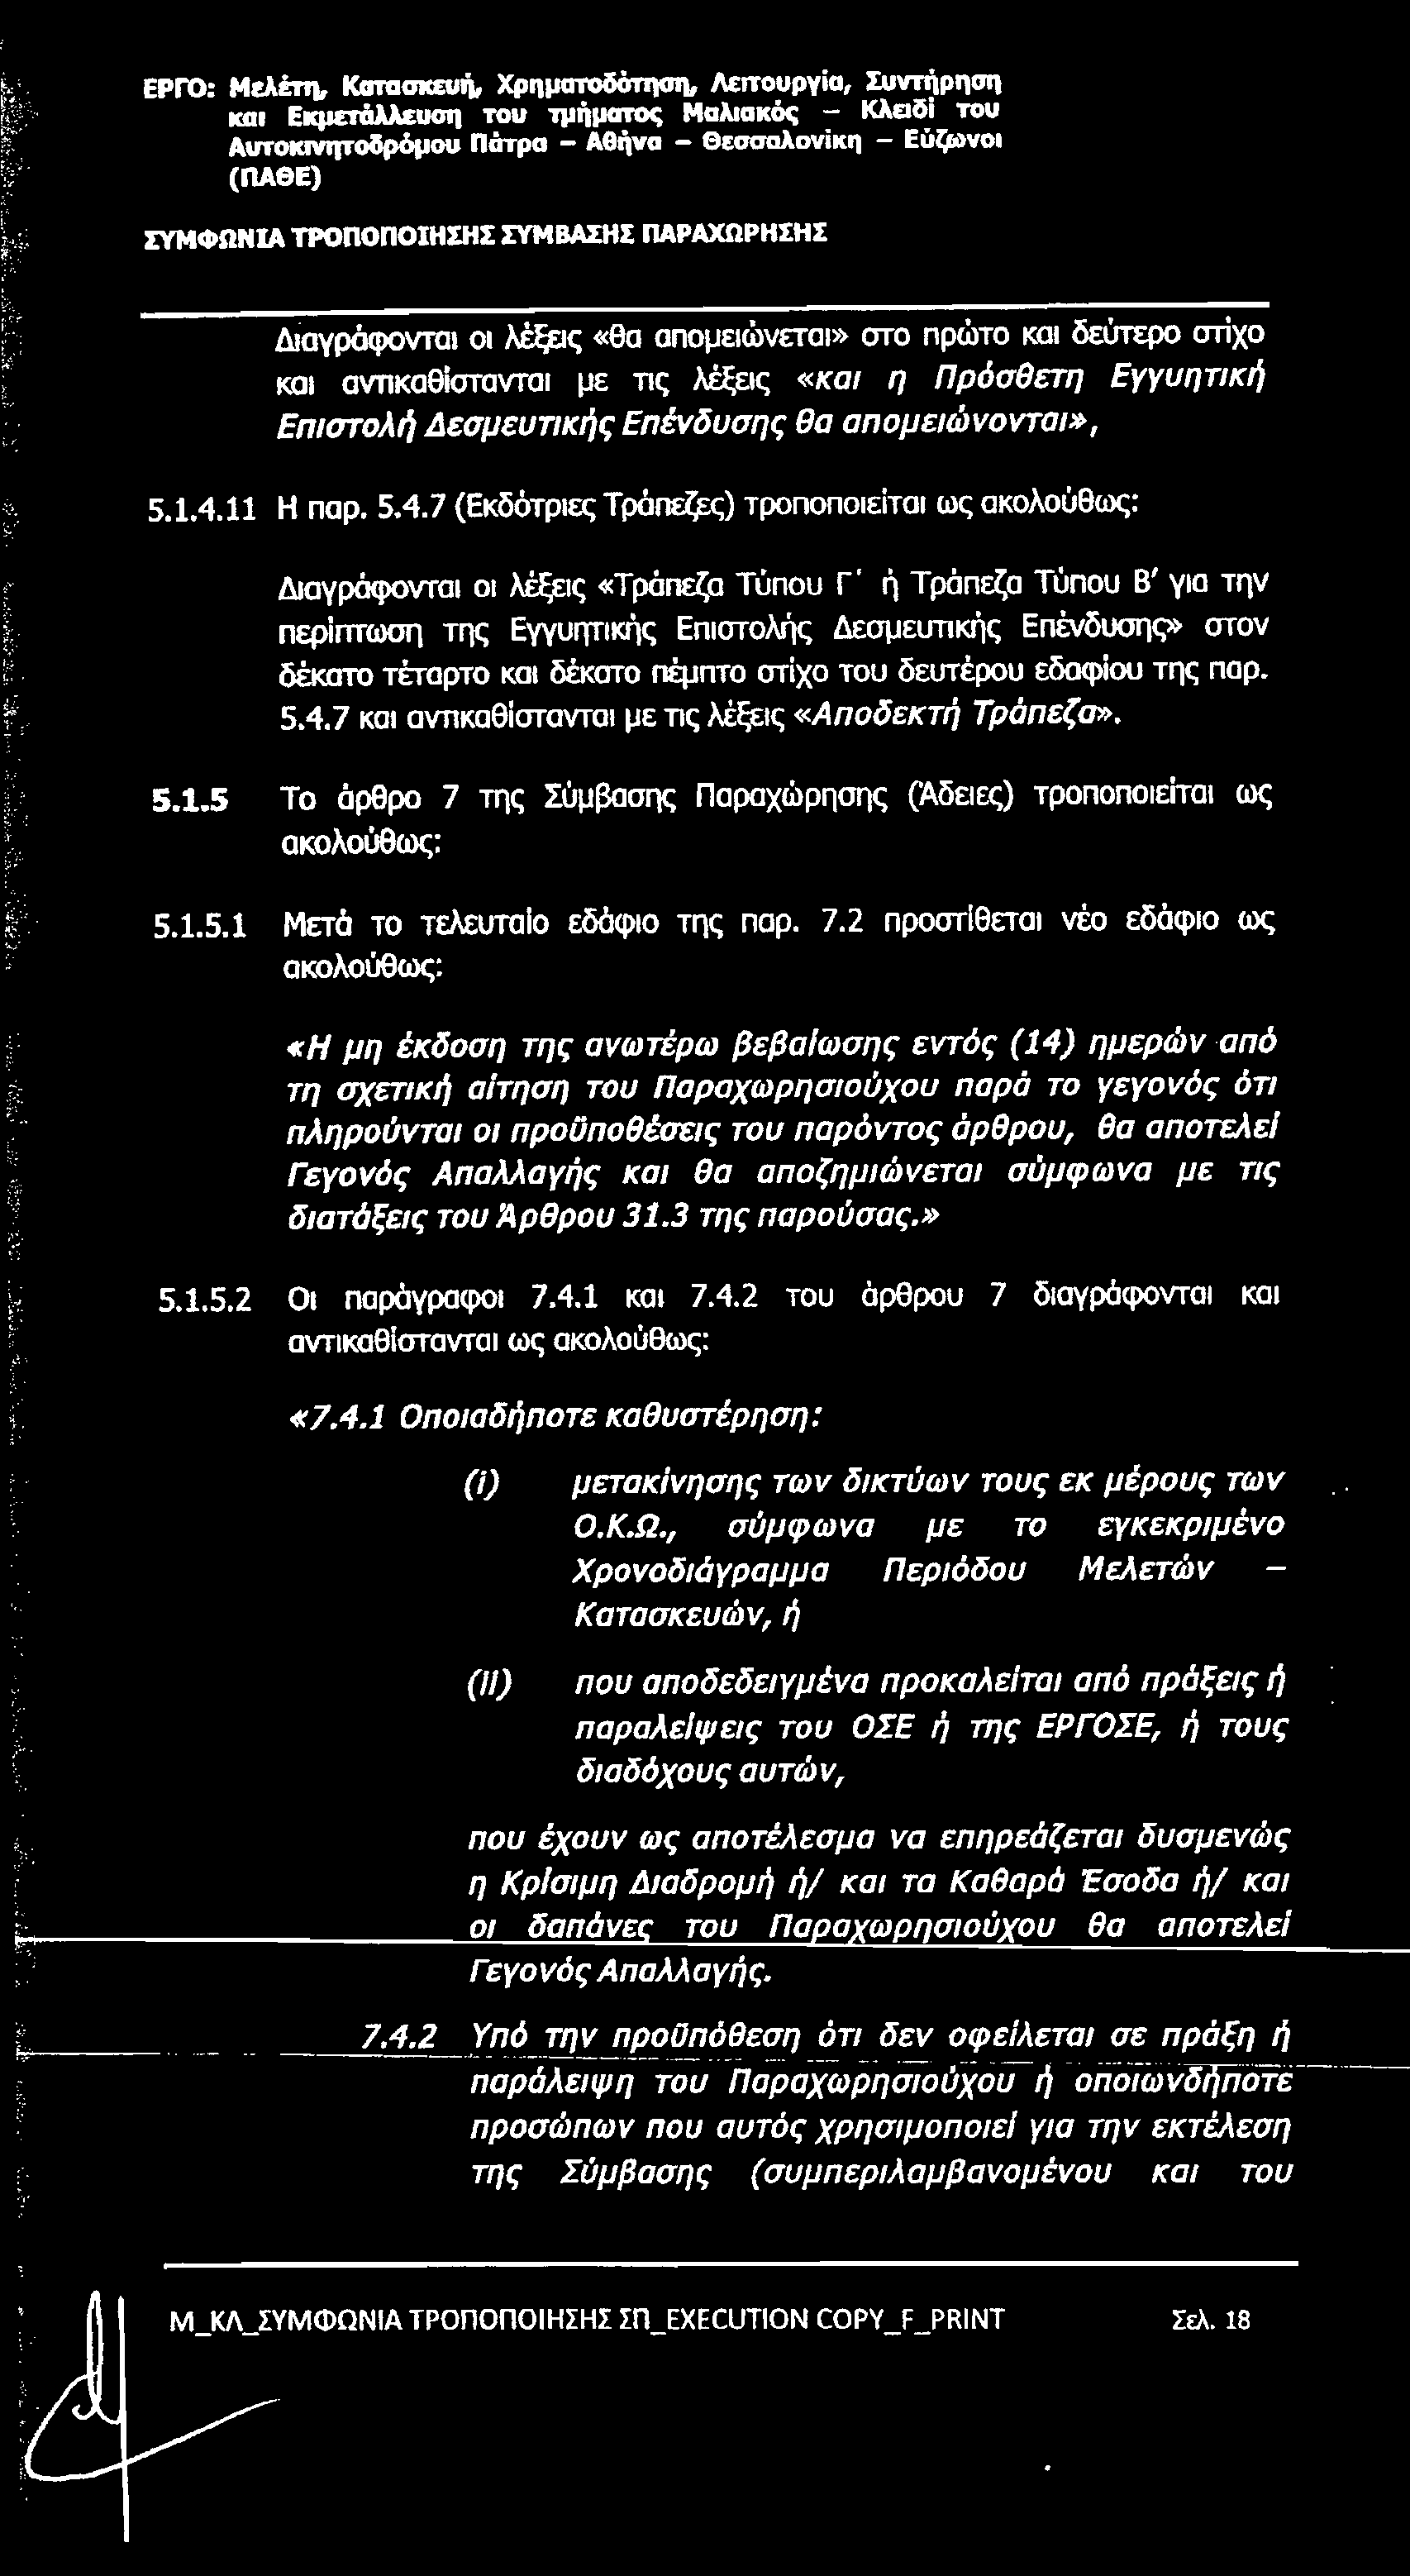 ΕΡΓΟ: Μελέτη, Κατασκευή, Χρηματοδότηση, Λειτουργία, Συντήρηση
και Εκμετάλλευση του τμήματος Μαλιακός – Κλειδί του
Αυτοκινητοδρόμου Πάτρα – Αθήνα – Θεσσαλονίκη – Εύζωνοι
(ΠΑΘΕ)
ΣΥΜΦΩΝΙΑ ΤΡΟΠΟΠΟΙΗΣΗΣ ΣΥΜΒΑΣΗΣ ΠΑΡΑΧΩΡΗΣΗΣ
Διαγράφονται οι λέξεις «θα απομειώνεται» στο πρώτο και δεύτερο στίχο
και αντικαθίστανται με τις λέξεις «και η Πρόσθετη Εγγυητική
Επιστολή Δεσμευτικής Επένδυσης θα απομειώνονται»,
5.1.4.11 Η παρ. 5.4.7 (Εκδότριες Τράπεζες) τροποποιείται ως ακολούθως:
Διαγράφονται οι λέξεις «Τράπεζα Τύπου Γ' ή Τράπεζα Τύπου Β' για την
περίπτωση της Εγγυητικής Επιστολής Δεσμευτικής Επένδυσης» στον
δέκατο τέταρτο και δέκατο πέμπτο στίχο του δευτέρου εδαφίου της παρ.
5.4.7 και αντικαθίστανται με τις λέξεις «Αποδεκτή Τράπεζα».
5.1.5 Το άρθρο 7 της Σύμβασης Παραχώρησης (Άδειες) τροποποιείται ως
ακολούθως:
5.1.5.1 Μετά το τελευταίο εδάφιο της παρ. 7.2 προστίθεται νέο εδάφιο ως
ακολούθως:
«Η μη έκδοση της ανωτέρω βεβαίωσης εντός (14) ημερών από
τη σχετική αίτηση του Παραχωρησιούχου παρά το γεγονός ότι
πληρούνται οι προϋποθέσεις του παρόντος άρθρου, θα αποτελεί
Γεγονός Απαλλαγής και θα αποζημιώνεται σύμφωνα με τις
διατάξεις του Άρθρου 31.3 της παρούσας.»
5.1.5.2 Οι παράγραφοι 7.4.1 και 7.4.2 του άρθρου 7 διαγράφονται και
αντικαθίστανται ως ακολούθως:
«7.4.1 Οποιαδήποτε καθυστέρηση:
(i) μετακίνησης των δικτύων τους εκ μέρους των
Ο.Κ.Ω., σύμφωνα με το εγκεκριμένο
Χρονοδιάγραμμα Περιόδου Μελετών –
Κατασκευών, ή
(ii) που αποδεδειγμένα προκαλείται από πράξεις ή
παραλείψεις του ΟΣΕ ή της ΕΡΓΟΣΕ, ή τους
διαδόχους αυτών,
που έχουν ως αποτέλεσμα να επηρεάζεται δυσμενώς
η Κρίσιμη Διαδρομή ή/ και τα Καθαρά Έσοδα ή/ και
οι δαπάνες του Παραχωρησιούχου θα αποτελεί
Γεγονός Απαλλαγής.
7.4.2 Υπό την προϋπόθεση ότι δεν οφείλεται σε πράξη ή
παράλειψη του Παραχωρησιούχου ή οποιωνδήποτε
προσώπων που αυτός χρησιμοποιεί για την εκτέλεση
της Σύμβασης (συμπεριλαμβανομένου και του
Μ_ΚΛ_ΣΥΜΦΩΝΙΑ ΤΡΟΠΟΠΟΙΗΣΗΣ ΣΠ_EXECUTION COPY_F_PRINT Σελ. 18